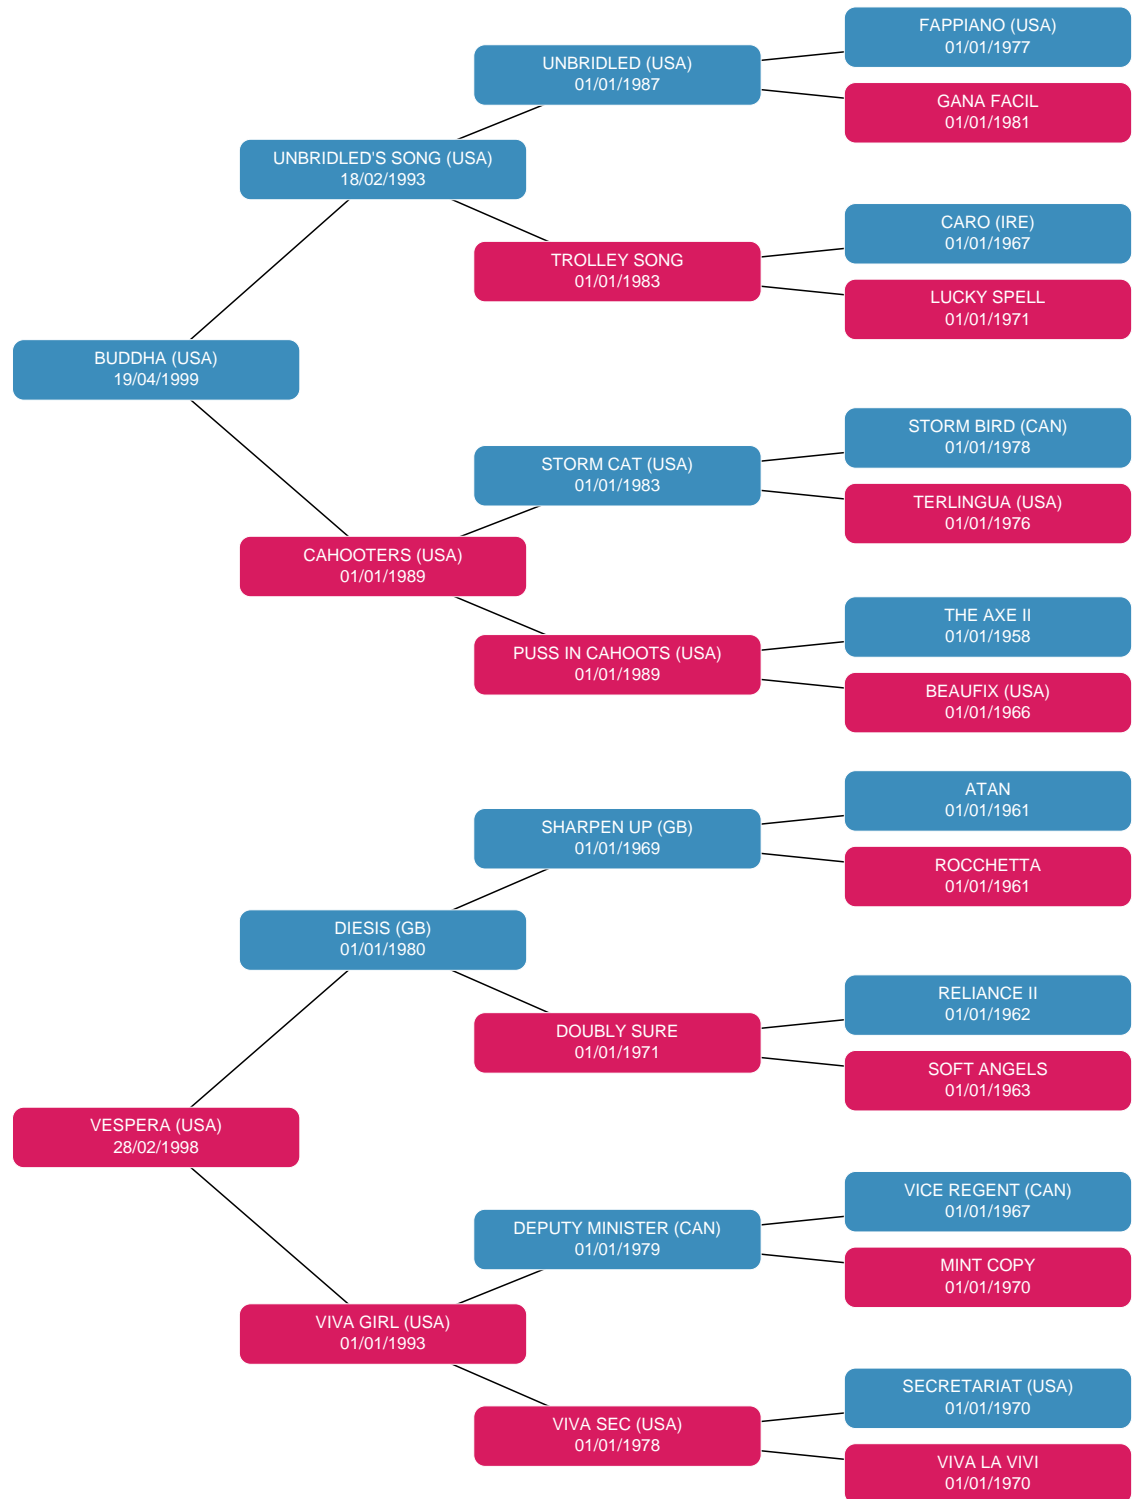 FAPPIANO (USA)
01/01/1977
UNBRIDLED (USA)
01/01/1987
GANA FACIL
01/01/1981
UNBRIDLED'S SONG (USA)
18/02/1993
CARO (IRE)
01/01/1967
TROLLEY SONG
01/01/1983
LUCKY SPELL
01/01/1971
BUDDHA (USA)
19/04/1999
STORM BIRD (CAN)
01/01/1978
STORM CAT (USA)
01/01/1983
TERLINGUA (USA)
01/01/1976
CAHOOTERS (USA)
01/01/1989
THE AXE II
01/01/1958
PUSS IN CAHOOTS (USA)
01/01/1989
BEAUFIX (USA)
01/01/1966
ATAN
01/01/1961
SHARPEN UP (GB)
01/01/1969
ROCCHETTA
01/01/1961
DIESIS (GB)
01/01/1980
RELIANCE II
01/01/1962
DOUBLY SURE
01/01/1971
SOFT ANGELS
01/01/1963
VESPERA (USA)
28/02/1998
VICE REGENT (CAN)
01/01/1967
DEPUTY MINISTER (CAN)
01/01/1979
MINT COPY
01/01/1970
VIVA GIRL (USA)
01/01/1993
SECRETARIAT (USA)
01/01/1970
VIVA SEC (USA)
01/01/1978
VIVA LA VIVI
01/01/1970